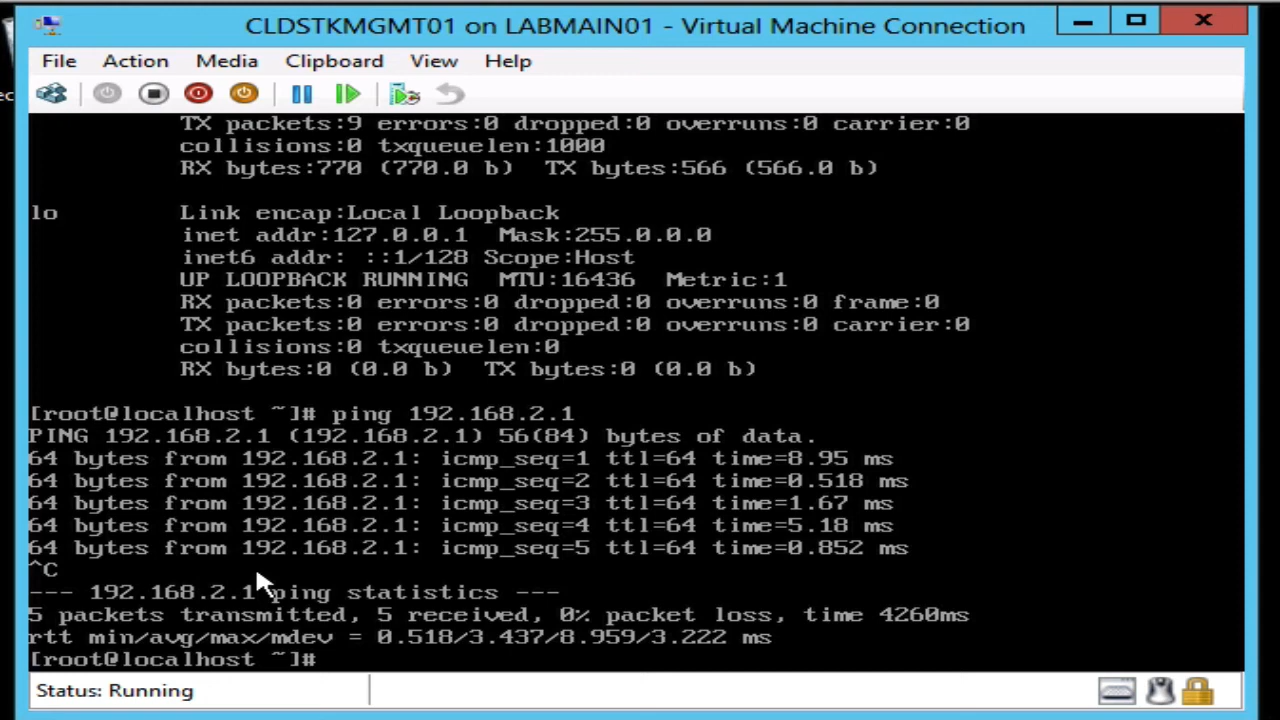 CLDSTKMGMT01 on LABMAIN01 - Virtual Machine Connection
File Action Media Clipboard View Help
TX packets:9 errors:0 dropped:0 overruns:0 carrier:0
collisions:0 txqueuelen:1000
RX bytes:770 (770.0 b) TX bytes:566 (566.0 b)
lo Link encap:Local Loopback
inet addr:127.0.0.1 Mask:255.0.0.0
inet6 addr: ::1/128 Scope:Host
UP LOOPBACK RUNNING MTU:16436 Metric:1
RX packets:0 errors:0 dropped:0 overruns:0 frame:0
TX packets:0 errors:0 dropped:0 overruns:0 carrier:0
collisions:0 txqueuelen:0
RX bytes:0 (0.0 b) TX bytes:0 (0.0 b)
[root@localhost ~]# ping 192.168.2.1
PING 192.168.2.1 (192.168.2.1) 56(84) bytes of data.
64 bytes from 192.168.2.1: icmp_seq=1 ttl=64 time=8.95 ms
64 bytes from 192.168.2.1: icmp_seq=2 ttl=64 time=0.518 ms
64 bytes from 192.168.2.1: icmp_seq=3 ttl=64 time=1.67 ms
64 bytes from 192.168.2.1: icmp_seq=4 ttl=64 time=5.18 ms
64 bytes from 192.168.2.1: icmp_seq=5 ttl=64 time=0.852 ms
^C
--- 192.168.2.1 ping statistics ---
5 packets transmitted, 5 received, 0% packet loss, time 4260ms
rtt min/avg/max/mdev = 0.518/3.437/8.959/3.222 ms
[root@localhost ~]#
Status: Running